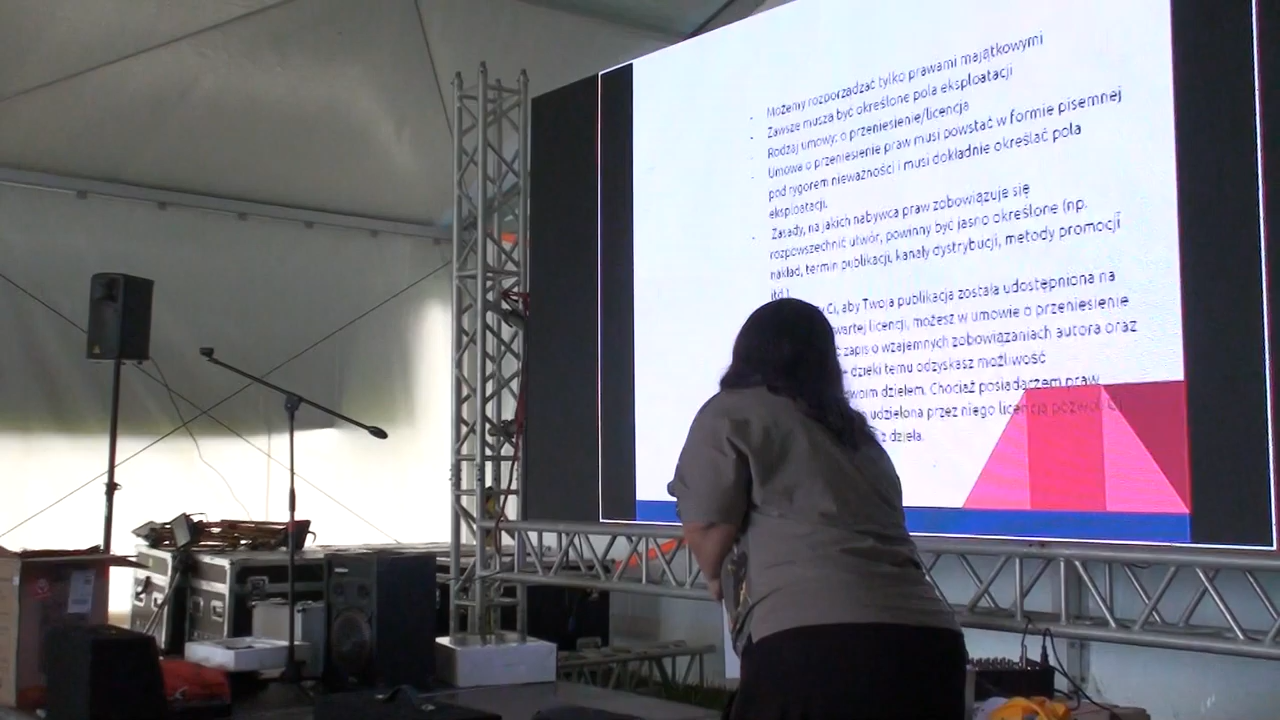 - Możemy rozporządzać tylko prawami majątkowymi
- Zawsze muszą być określone pola eksploatacji
- Rodzaj umowy: o przeniesienie/licencja
- Umowa o przeniesienie praw musi powstać w formie pisemnej
pod rygorem nieważności i musi dokładnie określać pola
eksploatacji.
- Zasady, na jakich nabywca praw zobowiązuje się
rozpowszechnić utwór, powinny być jasno określone (np.
nakład, termin publikacji, kanały dystrybucji, metody promocji
itd.)
Ci, aby Twoja publikacja została udostępniona na
wartej licencji, możesz w umowie o przeniesienie
zapis o wzajemnych zobowiązaniach autora oraz
- dzięki temu odzyskasz możliwość
woim dziełem. Chociaż posiadaczem praw
udzielona przez niego licencja pozwoli Ci
z dzieła.